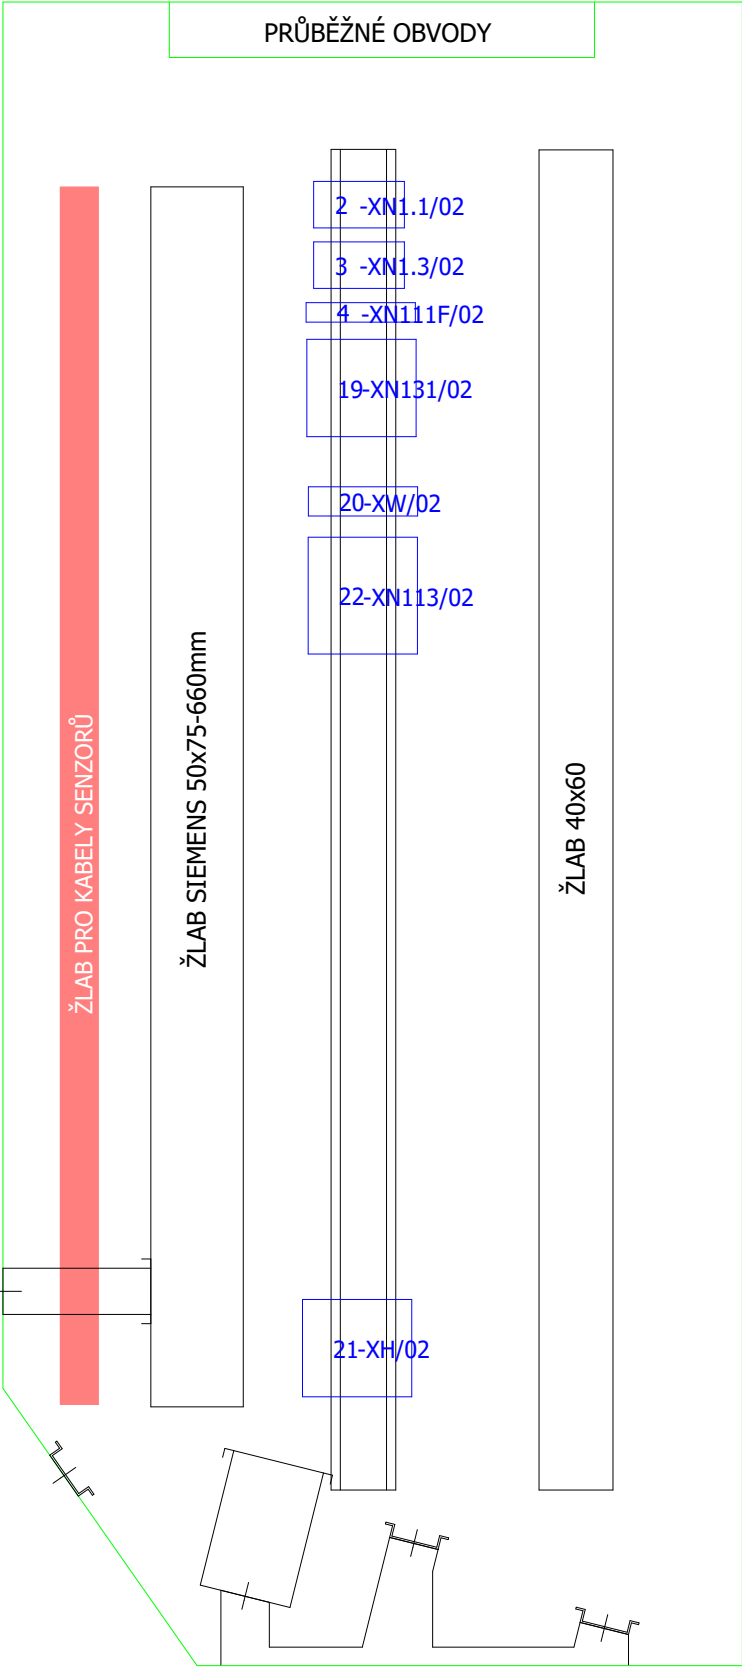 PRŮBĚŽNÉ OBVODY
2 -XN1.1/02
3 -XN1.3/02
4 -XN111F/02
19-XN131/02
20-XW/02
22-XN113/02
ŽLAB PRO KABELY SENZORŮ
ŽLAB SIEMENS 50x75-660mm
ŽLAB 40x60
21-XH/02